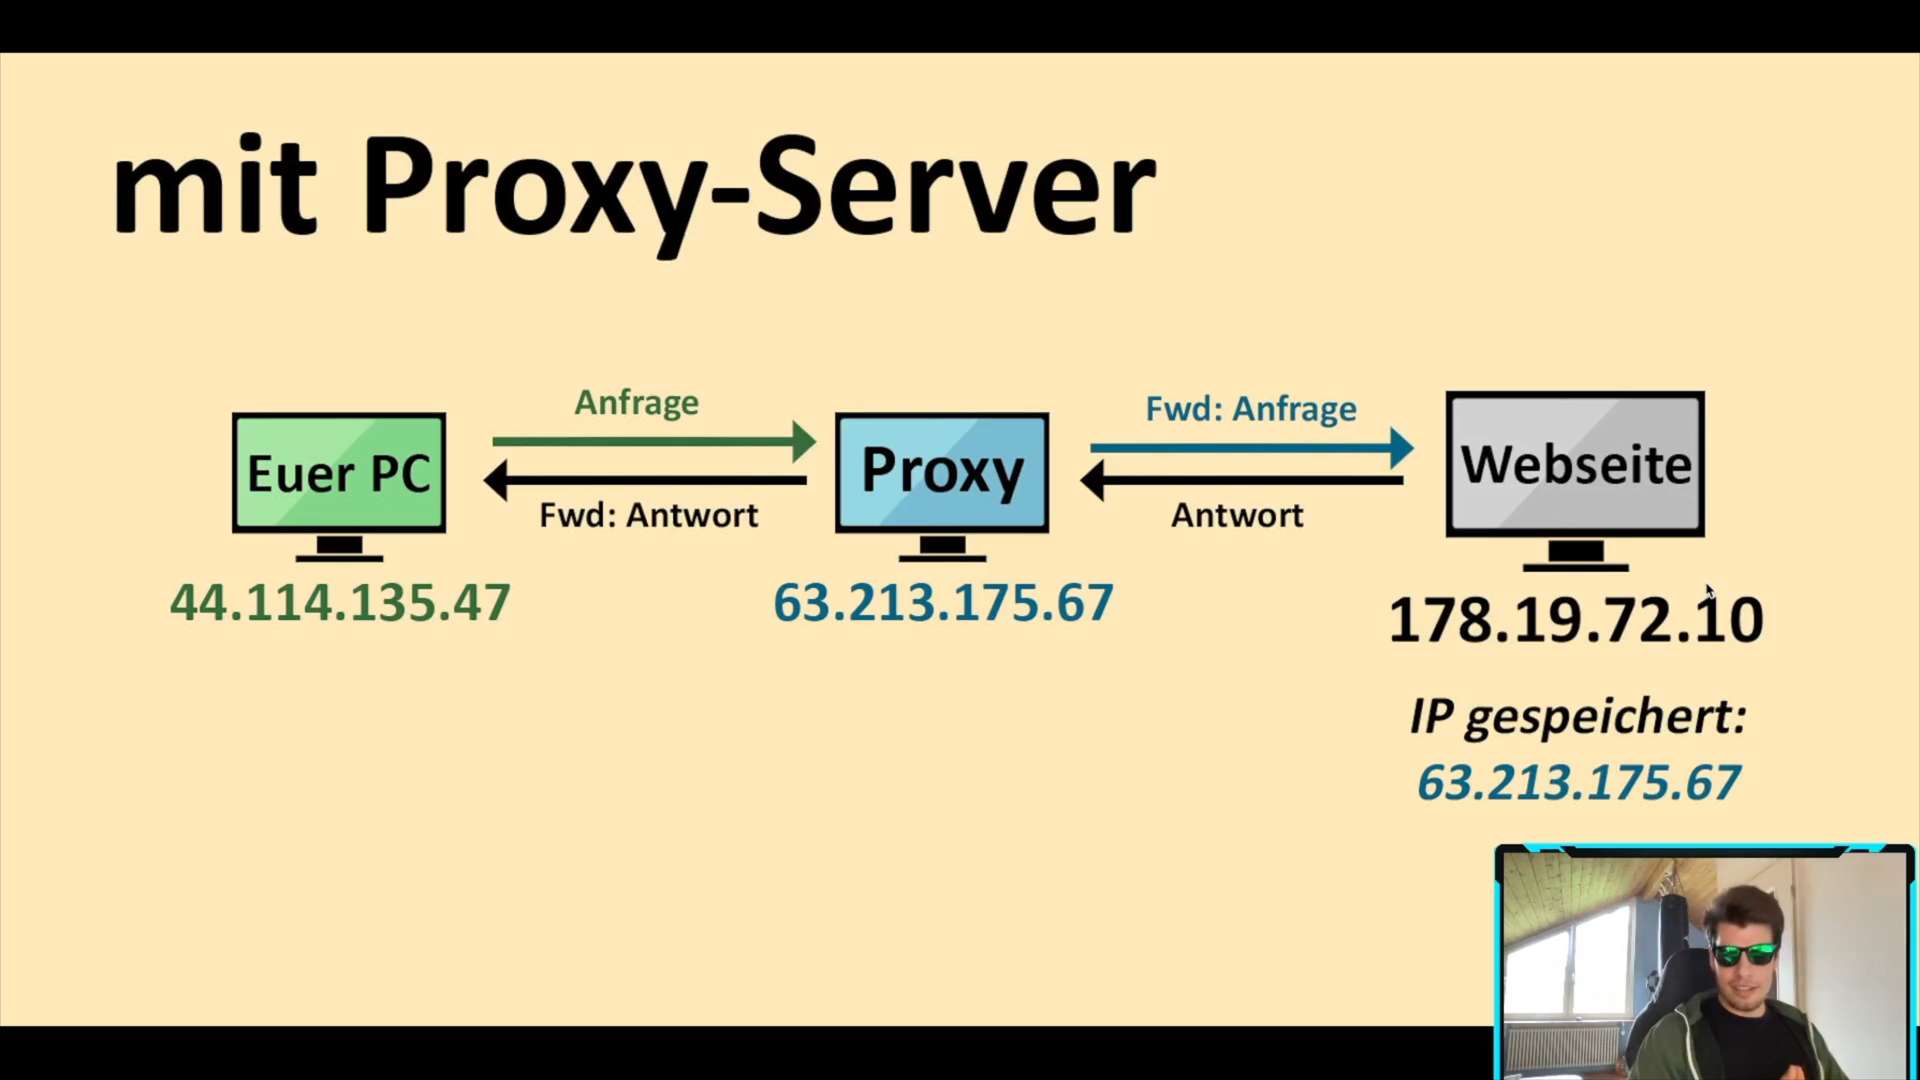 mit Proxy-Server
Anfrage
Fwd: Anfrage
Euer PC
Proxy
Webseite
Fwd: Antwort
Antwort
44.114.135.47
63.213.175.67
178.19.72.10
IP gespeichert:
63.213.175.67